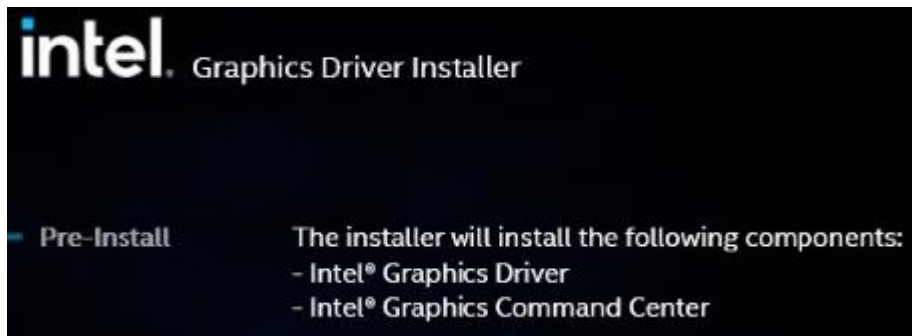 intel. Graphics Driver Installer
Pre-Install
The installer will install the following components:
- Intel® Graphics Driver
- Intel® Graphics Command Center